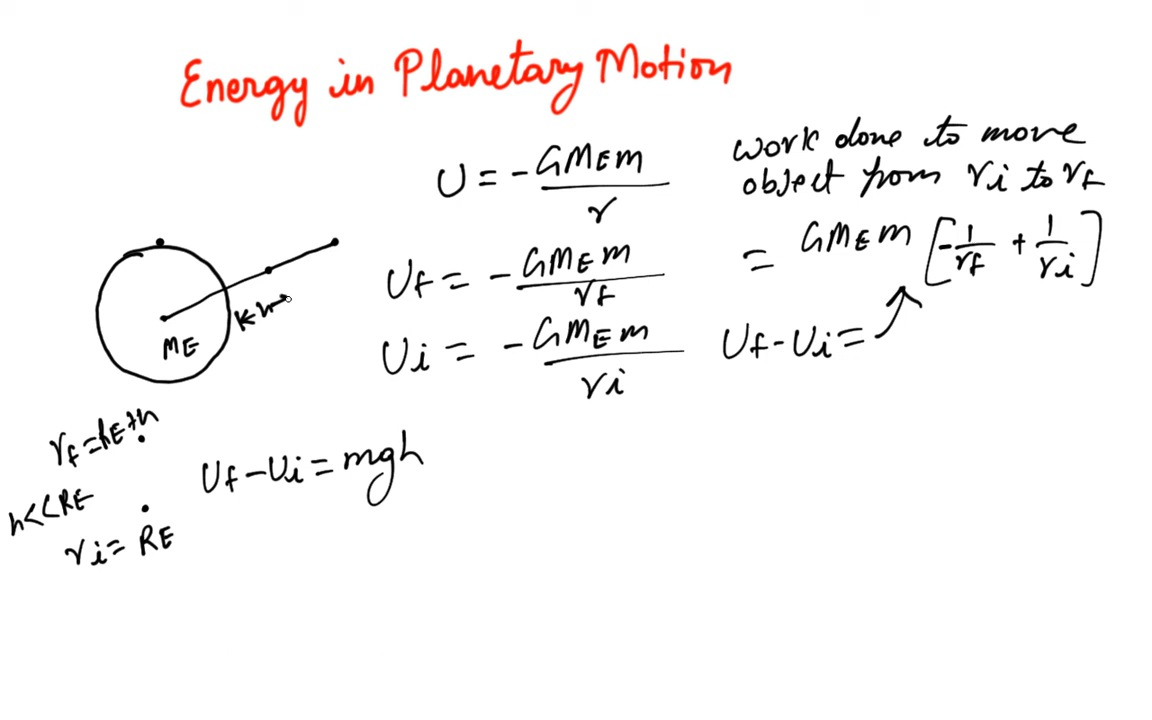 Energy in Planetary Motion
U = -GMEm/r
Uf = -GMEm/rf
Ui = -GMEm/ri
work done to move
object from ri to rf
= GMEm [-1/rf + 1/ri]
Uf-Ui =
ME
h
rf = RE+h
h<<RE
ri = RE
Uf-Ui = mgh